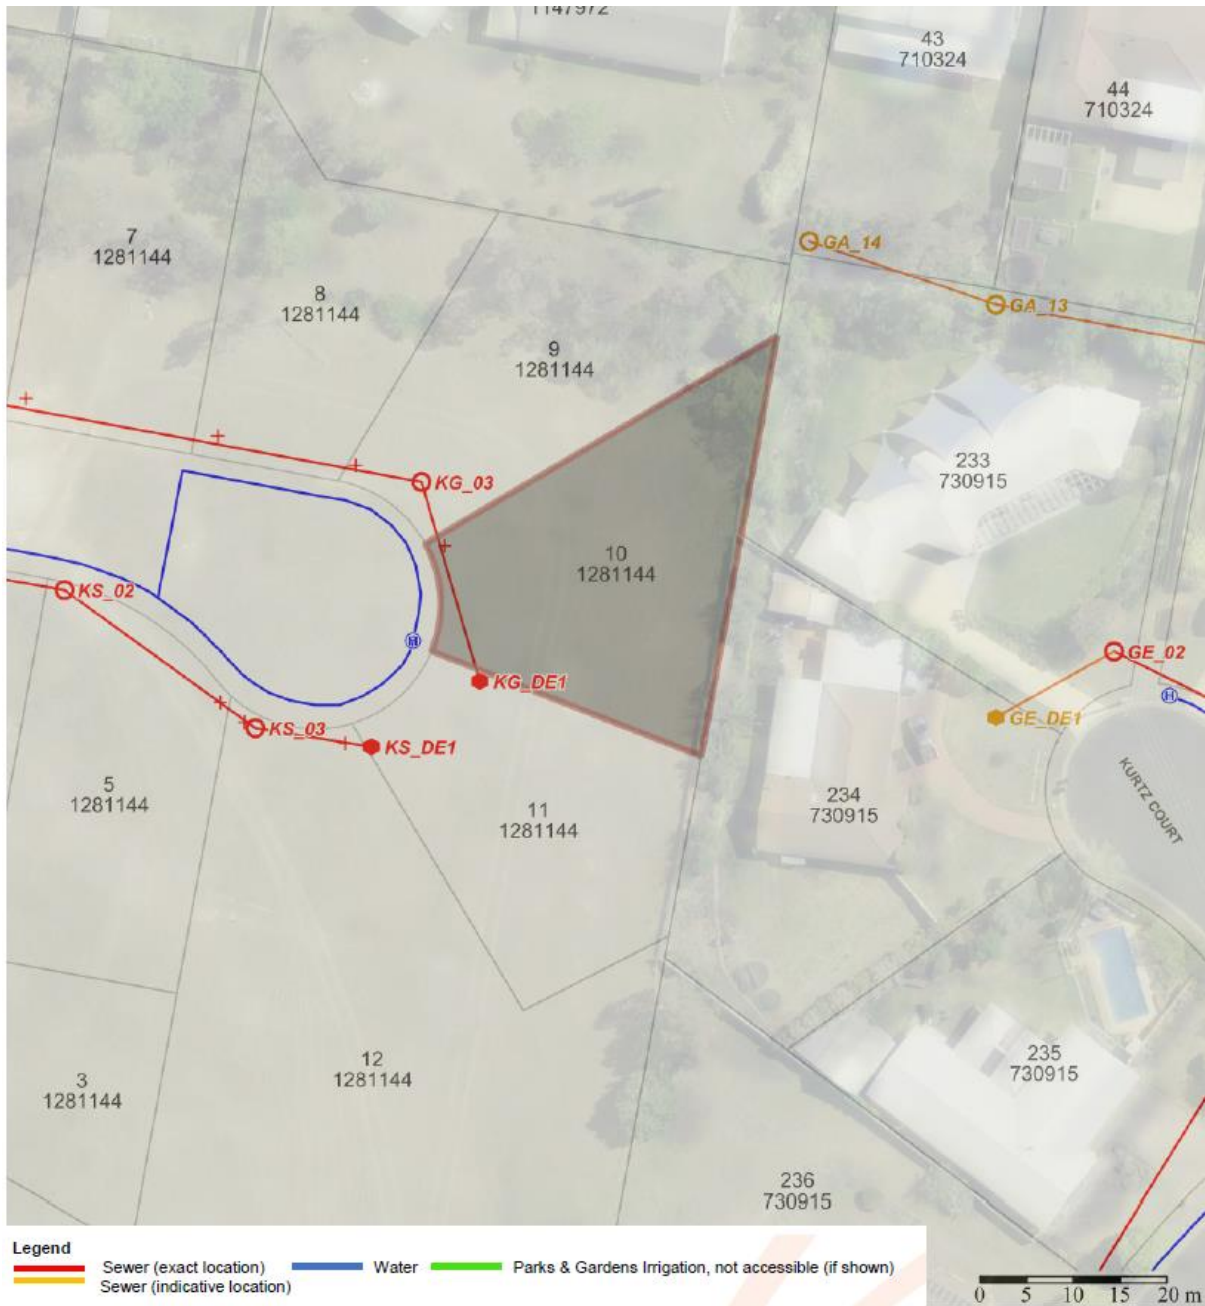 1147972
43
710324
44
710324
7
1281144
GA_14
8
1281144
GA_13
9
1281144
233
730915
KG_03
10
1281144
KS_02
H
GE_02
KG_DE1
H
GE_DE1
KS_03
KS_DE1
KURTZ COURT
5
1281144
234
730915
11
1281144
12
1281144
235
730915
3
1281144
236
730915
Legend
Sewer (exact location)
Water
Parks & Gardens Irrigation, not accessible (if shown)
Sewer (indicative location)
0 5 10 15 20 m